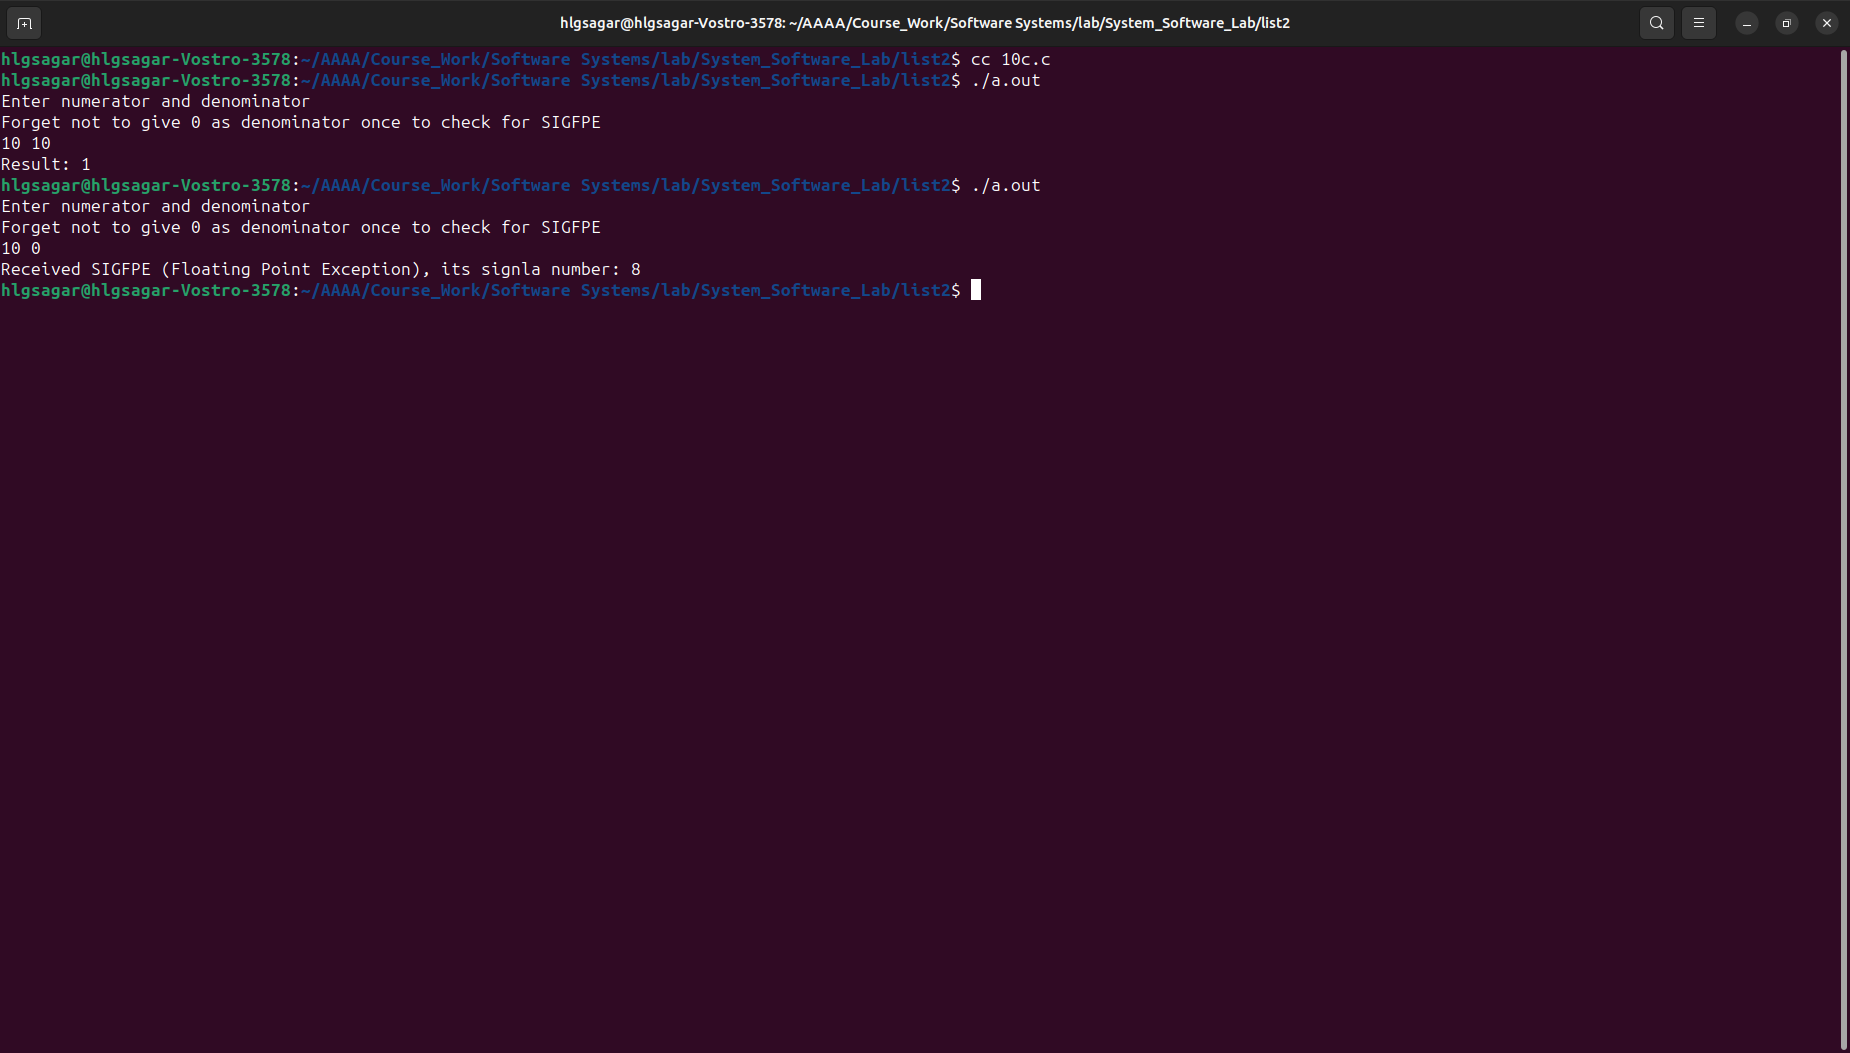 hlgsagar@hlgsagar-Vostro-3578: ~/AAAA/Course_Work/Software Systems/lab/System_Software_Lab/list2
hlgsagar@hlgsagar-Vostro-3578:~/AAAA/Course_Work/Software Systems/lab/System_Software_Lab/list2$ cc 10c.c
hlgsagar@hlgsagar-Vostro-3578:~/AAAA/Course_Work/Software Systems/lab/System_Software_Lab/list2$ ./a.out
Enter numerator and denominator
Forget not to give 0 as denominator once to check for SIGFPE
10 10
Result: 1
hlgsagar@hlgsagar-Vostro-3578:~/AAAA/Course_Work/Software Systems/lab/System_Software_Lab/list2$ ./a.out
Enter numerator and denominator
Forget not to give 0 as denominator once to check for SIGFPE
10 0
Received SIGFPE (Floating Point Exception), its signla number: 8
hlgsagar@hlgsagar-Vostro-3578:~/AAAA/Course_Work/Software Systems/lab/System_Software_Lab/list2$